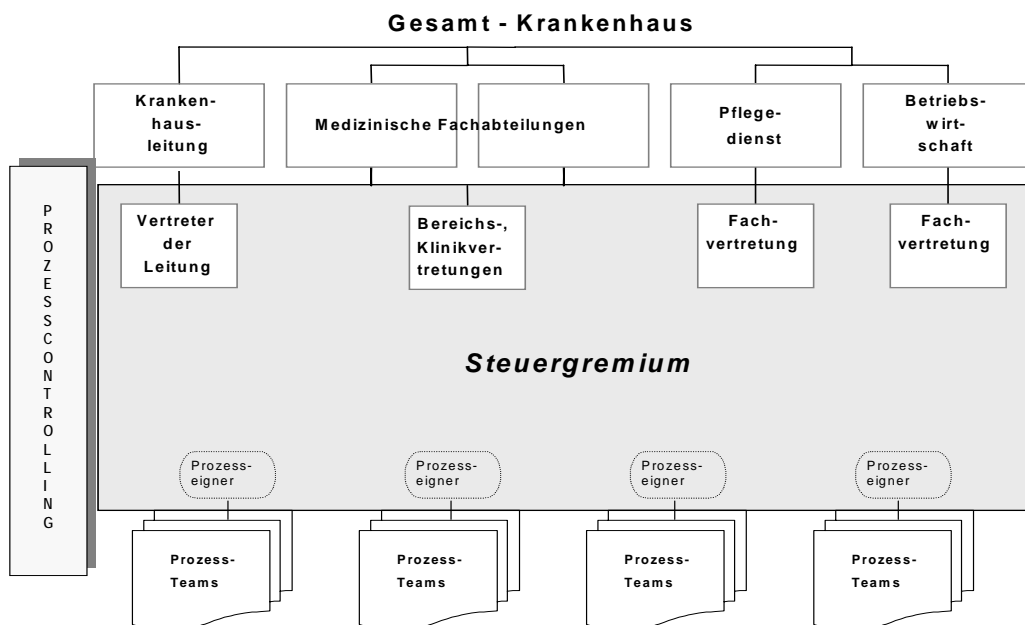 Gesamt - Krankenhaus
Kranken-
haus-
leitung
Medizinische Fachabteilungen
Pflege-
dienst
Betriebs-
wirt-
schaft
P
R
O
Z
E
S
S
C
O
N
T
R
O
L
L
I
N
G
Vertreter
der
Leitung
Bereichs-,
Klinikver-
tretungen
Fach-
vertretung
Fach-
vertretung
Steuergremium
Prozess-
eigner
Prozess-
eigner
Prozess-
eigner
Prozess-
eigner
Prozess-
Teams
Prozess-
Teams
Prozess-
Teams
Prozess-
Teams